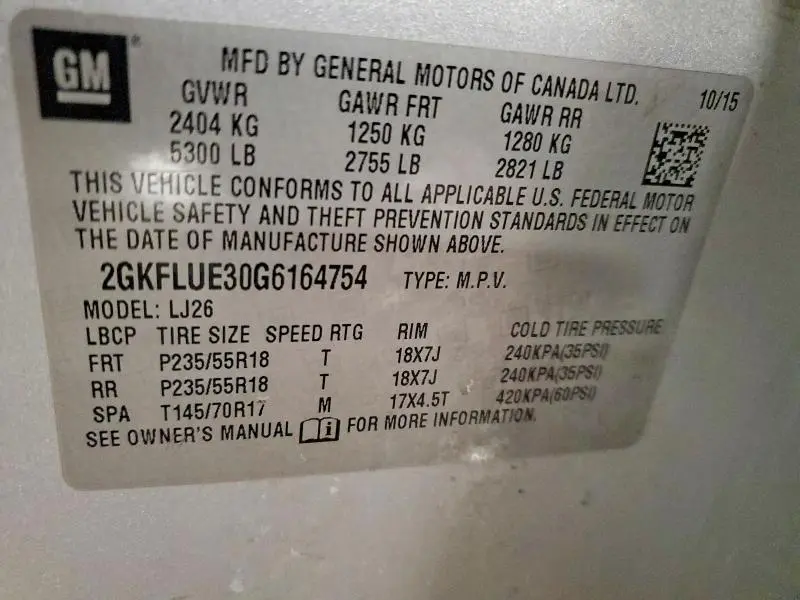 GM
MFD BY GENERAL MOTORS OF CANADA LTD. 10/15
GVWR GAWR FRT GAWR RR
2404 KG 1250 KG 1280 KG
5300 LB 2755 LB 2821 LB
THIS VEHICLE CONFORMS TO ALL APPLICABLE U.S. FEDERAL MOTOR
VEHICLE SAFETY AND THEFT PREVENTION STANDARDS IN EFFECT ON
THE DATE OF MANUFACTURE SHOWN ABOVE.
2GKFLUE30G6164754 TYPE: M.P.V.
MODEL: LJ26
LBCP TIRE SIZE SPEED RTG RIM COLD TIRE PRESSURE
FRT P235/55R18 T 18X7J 240KPA(35PSI)
RR P235/55R18 T 18X7J 240KPA(35PSI)
SPA T145/70R17 M 17X4.5T 420KPA(60PSI)
SEE OWNER'S MANUAL i FOR MORE INFORMATION.